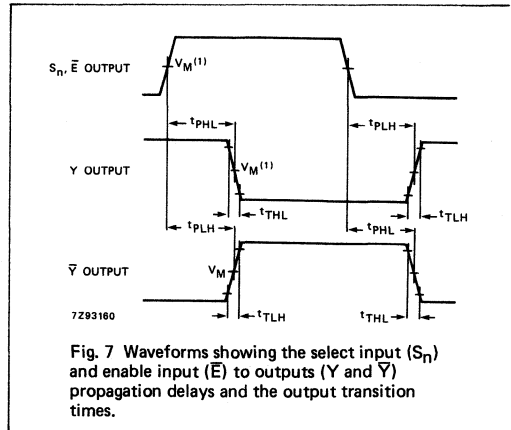 Sn, E̅ OUTPUT
VM(1)
tPHL
tPLH
Y OUTPUT
VM(1)
tTHL
tTLH
tPLH
tPHL
Y̅ OUTPUT
VM
7Z93160
tTLH
tTHL
Fig. 7 Waveforms showing the select input (Sn)
and enable input (E̅) to outputs (Y and Y̅)
propagation delays and the output transition
times.